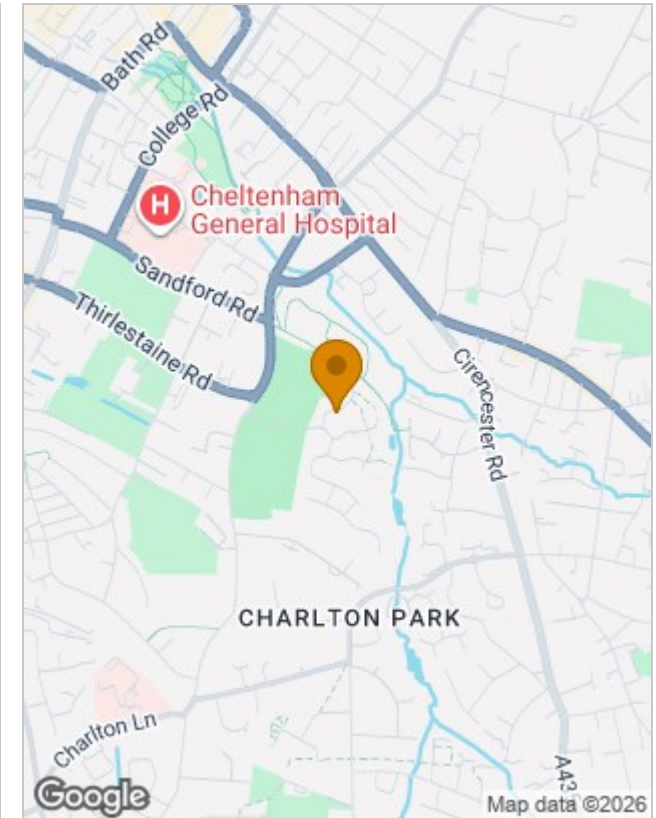 Bath Rd
College Rd
H
Cheltenham
General Hospital
Sandford Rd
Thirlestaine Rd
Cirencester Rd
CHARLTON PARK
Charlton Ln
A43
Google
Map data ©2026